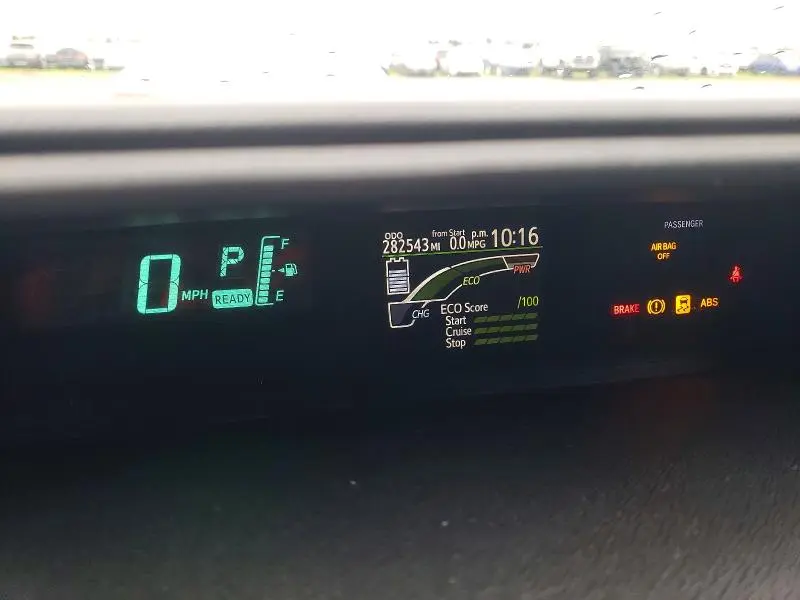 0 MPH
P
READY
F
E
ODO
282543 MI
from Start
0.0 MPG
p.m.
10:16
CHG
ECO
PWR
ECO Score /100
Start
Cruise
Stop
PASSENGER
AIR BAG
OFF
BRAKE
ABS